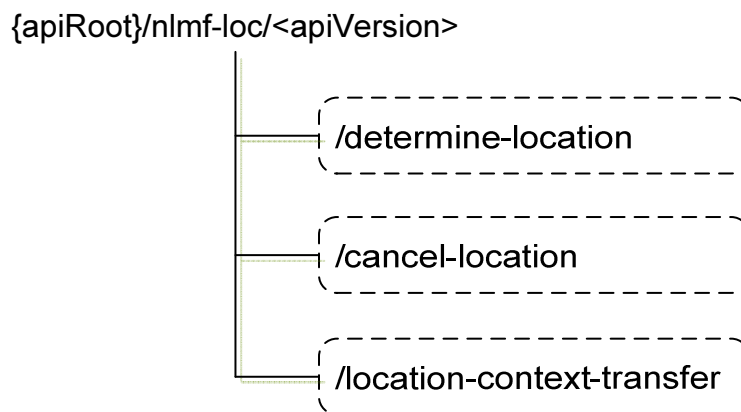 {apiRoot}/nlmf-loc/<apiVersion>
/determine-location
/cancel-location
/location-context-transfer